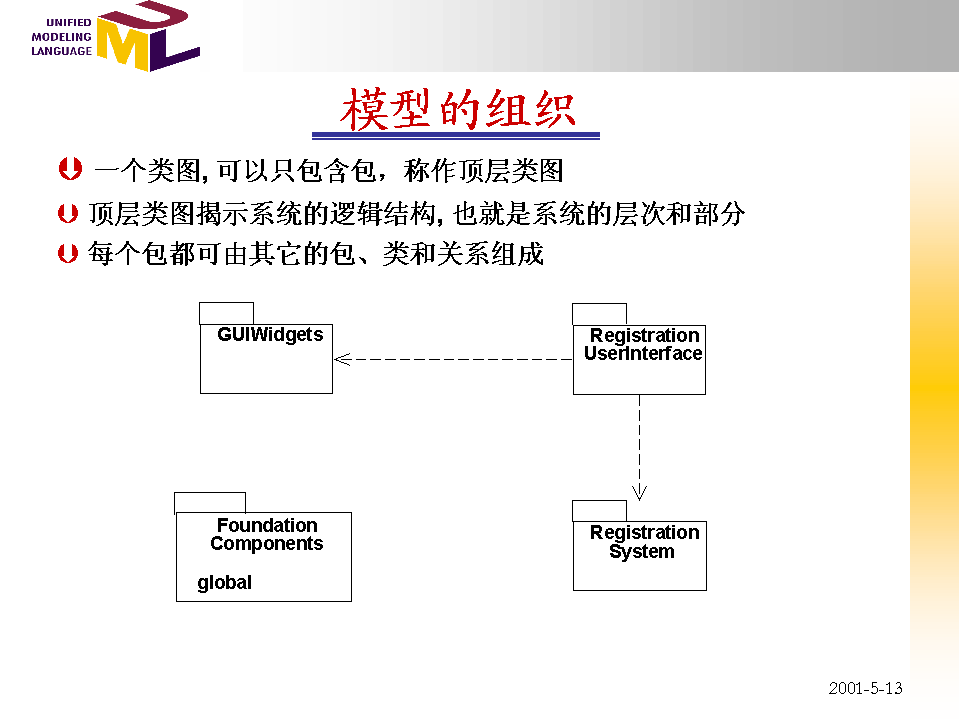 UNIFIED
MODELING
LANGUAGE
UML
模型的组织
一个类图, 可以只包含包，称作顶层类图
顶层类图揭示系统的逻辑结构, 也就是系统的层次和部分
每个包都可由其它的包、类和关系组成
GUIWidgets
Registration
UserInterface
Foundation
Components
global
Registration
System
2001-5-13